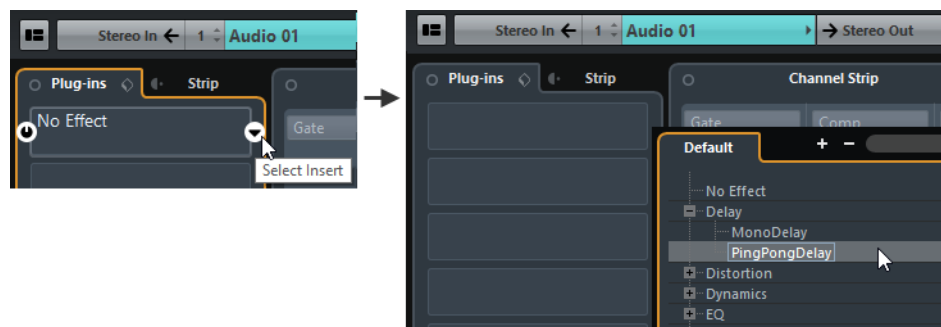 Stereo In 1 Audio 01
Plug-ins Strip
No Effect
Gate
Select Insert
Stereo In 1 Audio 01 Stereo Out
Plug-ins Strip Channel Strip
Gate Comp
Default + −
No Effect
Delay
MonoDelay
PingPongDelay
Distortion
Dynamics
EQ